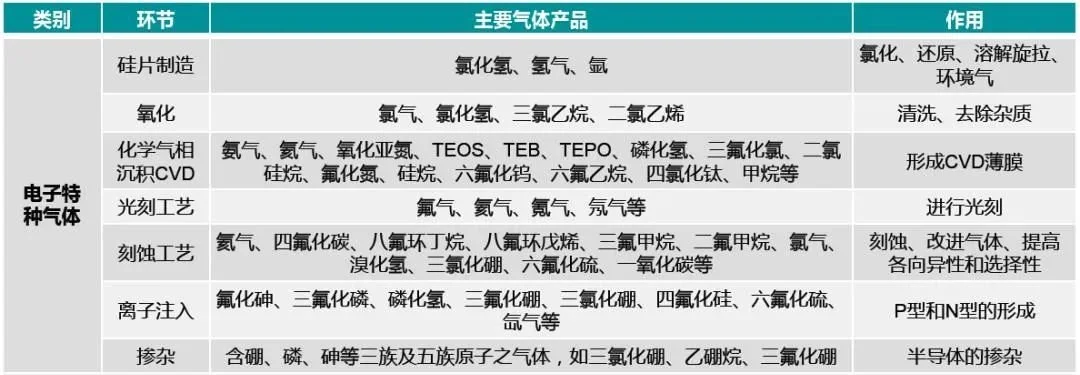 类别 环节 主要气体产品 作用
电子特种气体
硅片制造 氯化氢、氢气、氩 氯化、还原、溶解旋拉、
环境气
氧化 氯气、氯化氢、三氯乙烷、二氯乙烯 清洗、去除杂质
化学气相 氨气、氦气、氧化亚氮、TEOS、TEB、TEPO、磷化氢、三氟化氯、二氯
沉积CVD 硅烷、氟化氮、硅烷、六氟化钨、六氟乙烷、四氯化钛、甲烷等 形成CVD薄膜
光刻工艺 氟气、氦气、氪气、氖气等 进行光刻
刻蚀工艺 氦气、四氟化碳、八氟环丁烷、八氟环戊烯、三氟甲烷、二氟甲烷、氯气、
溴化氢、三氯化硼、六氟化硫、一氧化碳等 刻蚀、改进气体、提高
各向异性和选择性
离子注入 氟化砷、三氟化磷、磷化氢、三氟化硼、三氯化硼、四氟化硅、六氟化硫、
氙气等 P型和N型的形成
掺杂 含硼、磷、砷等三族及五族原子之气体，如三氯化硼、乙硼烷、三氟化硼 半导体的掺杂